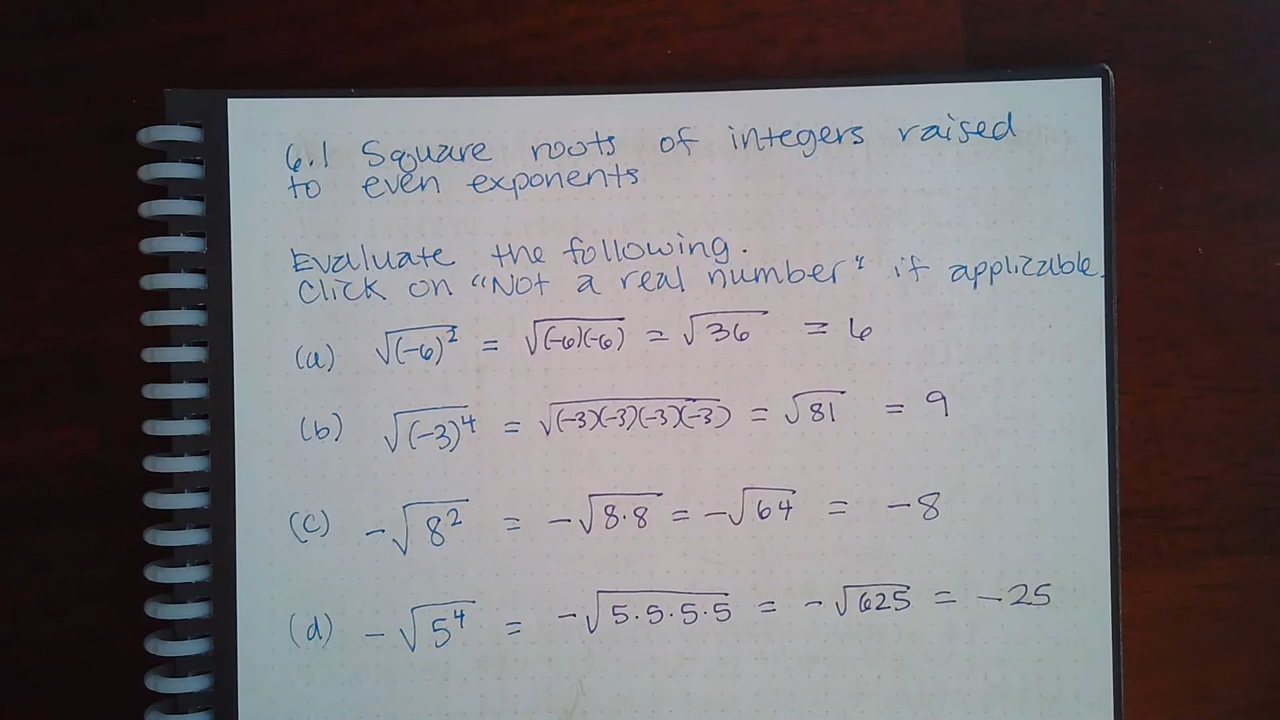 6.1 Square roots of integers raised
to even exponents
Evaluate the following.
Click on "Not a real number" if applicable.
(a) √(-6)² = √(-6)(-6) = √36 = 6
(b) √(-3)⁴ = √(-3)(-3)(-3)(-3) = √81 = 9
(c) -√8² = -√8·8 = -√64 = -8
(d) -√5⁴ = -√5·5·5·5 = -√625 = -25